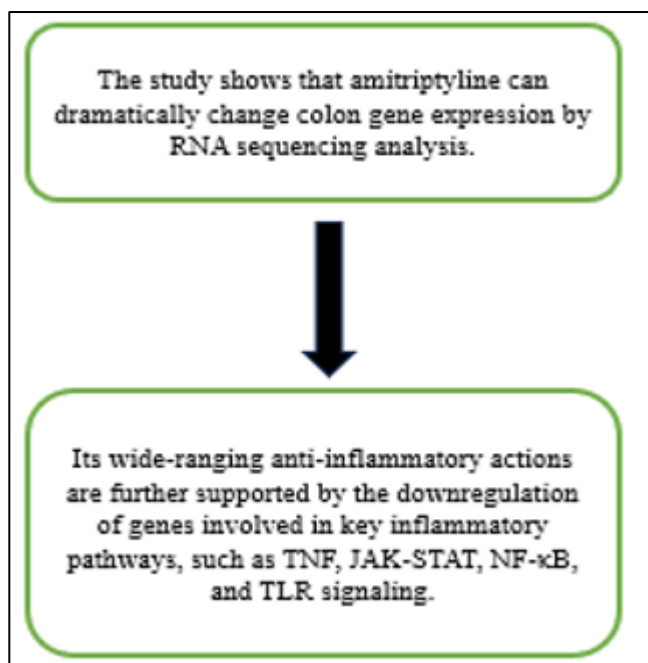 The study shows that amitriptyline can
dramatically change colon gene expression by
RNA sequencing analysis.
Its wide-ranging anti-inflammatory actions
are further supported by the downregulation
of genes involved in key inflammatory
pathways, such as TNF, JAK-STAT, NF-κB,
and TLR signaling.